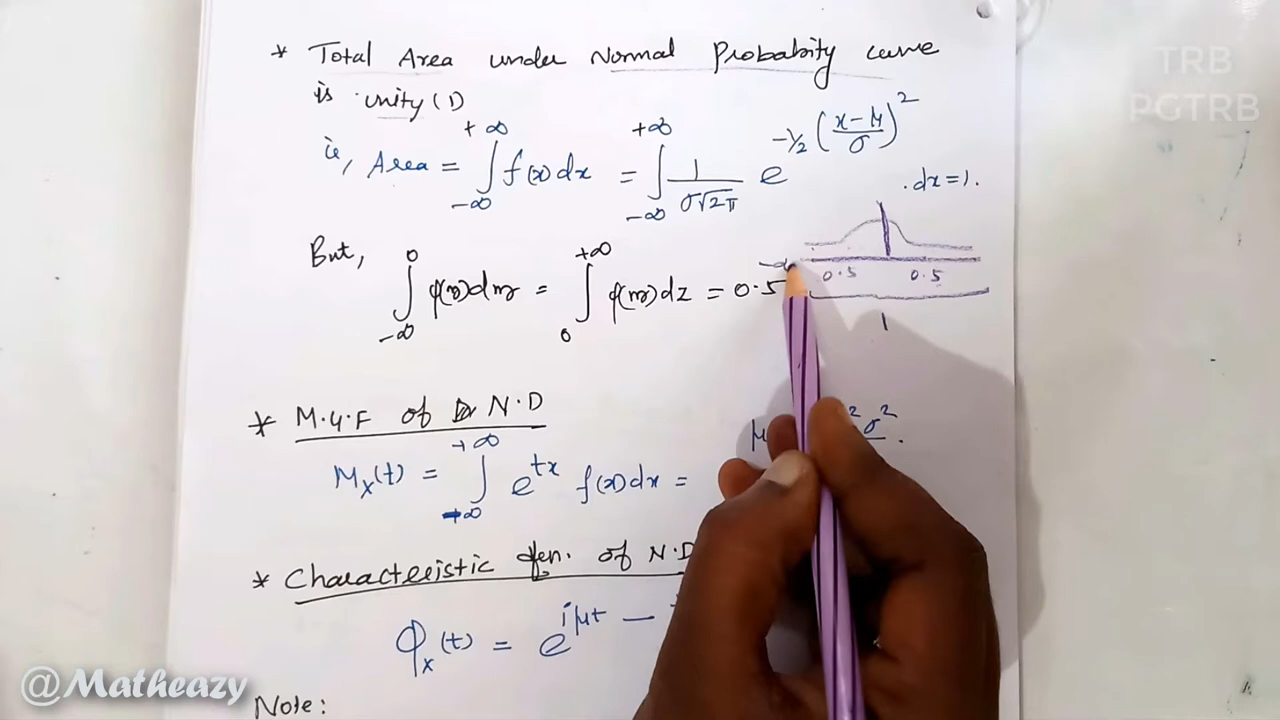 * Total Area under Normal Probabity curve
is unity (1)
ie, Area = ∫_{-∞}^{+∞} f(x) dx = ∫_{-∞}^{+∞} 1/(σ√2π) e^{-1/2 ((x-μ)/σ)^2} .dx = 1.
But, ∫_{-∞}^{0} φ(z) dz = ∫_{0}^{+∞} φ(z) dz = 0.5
-∞
0.5 0.5
1
* M.G.F of N.D
M_X(t) = ∫_{-∞}^{+∞} e^{tx} f(x) dx =
* Characteristic fn. of N.D
φ_x(t) = e^{iμt -
Note:
TRB
PGTRB
@Matheazy